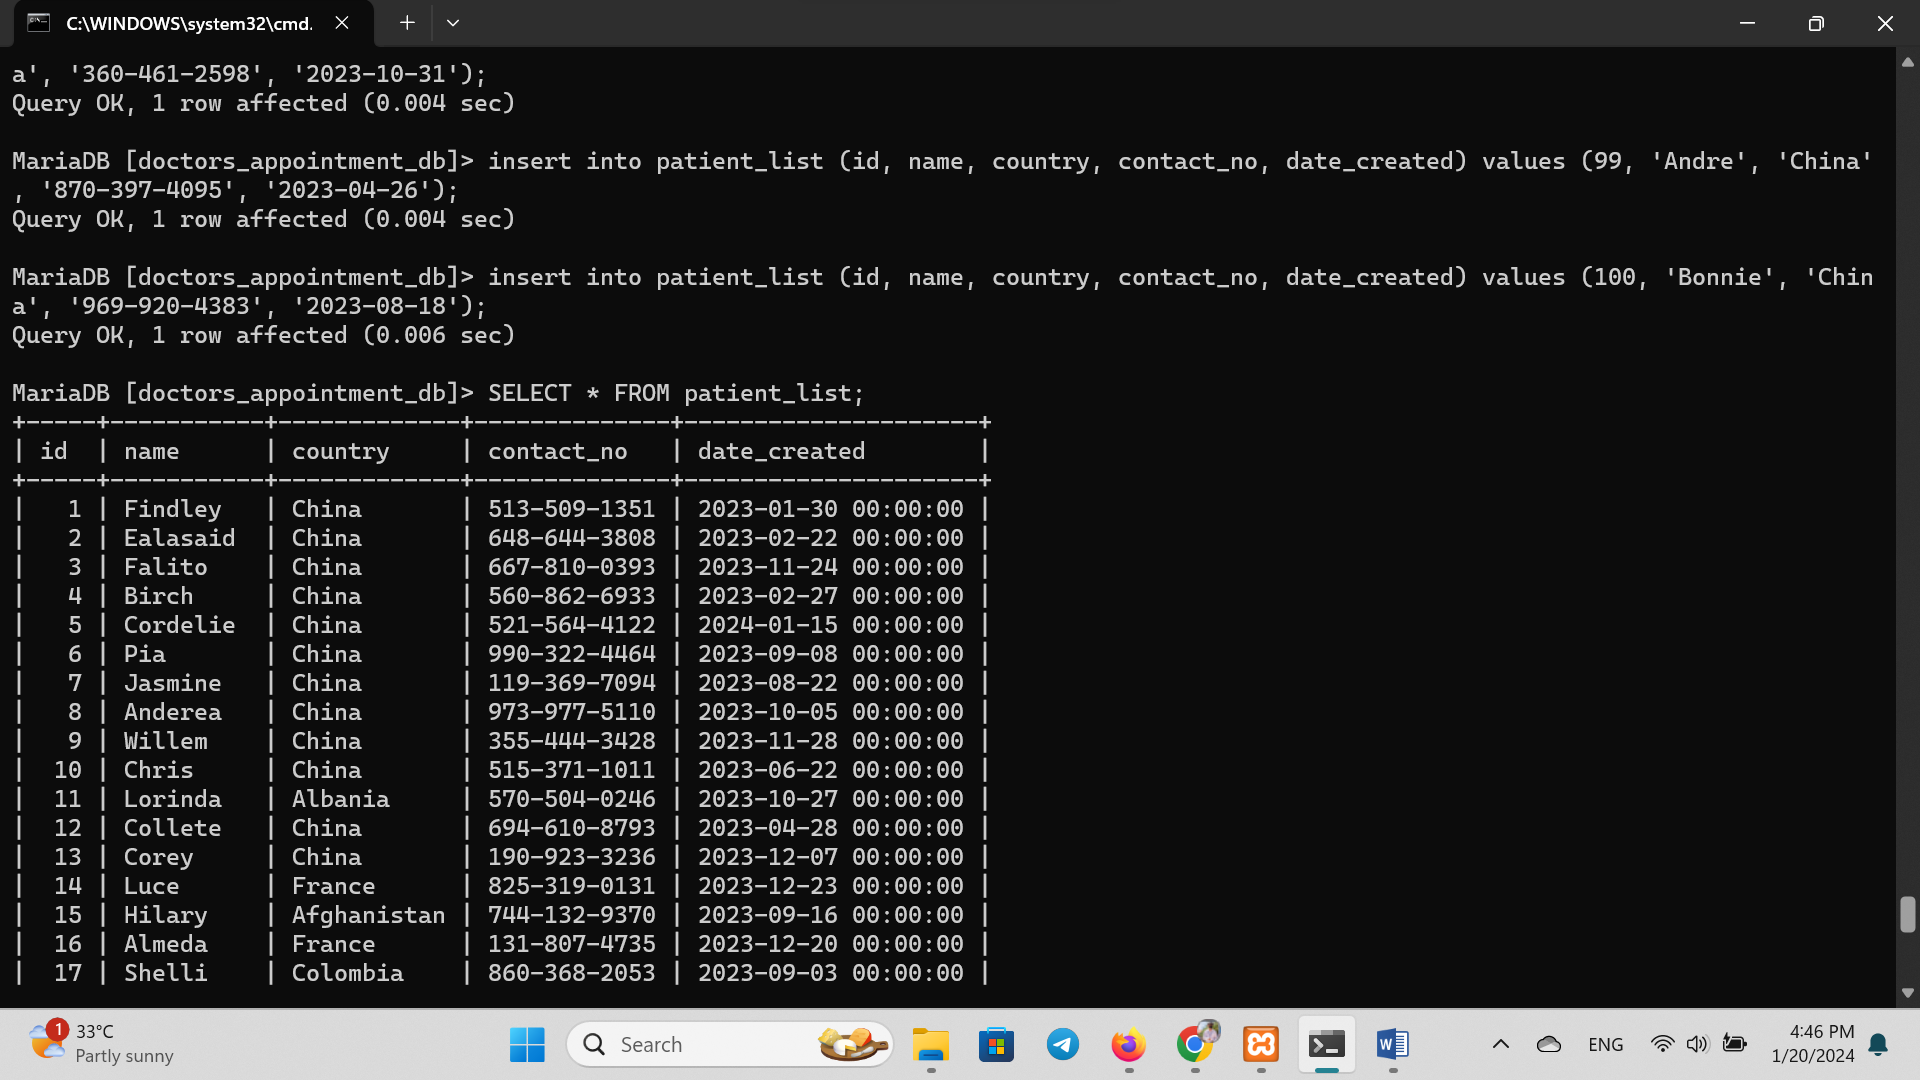 C:\WINDOWS\system32\cmd.
a', '360-461-2598', '2023-10-31');
Query OK, 1 row affected (0.004 sec)
MariaDB [doctors_appointment_db]> insert into patient_list (id, name, country, contact_no, date_created) values (99, 'Andre', 'China'
, '870-397-4095', '2023-04-26');
Query OK, 1 row affected (0.004 sec)
MariaDB [doctors_appointment_db]> insert into patient_list (id, name, country, contact_no, date_created) values (100, 'Bonnie', 'Chin
a', '969-920-4383', '2023-08-18');
Query OK, 1 row affected (0.006 sec)
MariaDB [doctors_appointment_db]> SELECT * FROM patient_list;
+-----+-----------+-------------+--------------+---------------------+
| id  | name      | country     | contact_no   | date_created        |
+-----+-----------+-------------+--------------+---------------------+
|   1 | Findley   | China       | 513-509-1351 | 2023-01-30 00:00:00 |
|   2 | Ealasaid  | China       | 648-644-3808 | 2023-02-22 00:00:00 |
|   3 | Falito    | China       | 667-810-0393 | 2023-11-24 00:00:00 |
|   4 | Birch     | China       | 560-862-6933 | 2023-02-27 00:00:00 |
|   5 | Cordelie  | China       | 521-564-4122 | 2024-01-15 00:00:00 |
|   6 | Pia       | China       | 990-322-4464 | 2023-09-08 00:00:00 |
|   7 | Jasmine   | China       | 119-369-7094 | 2023-08-22 00:00:00 |
|   8 | Anderea   | China       | 973-977-5110 | 2023-10-05 00:00:00 |
|   9 | Willem    | China       | 355-444-3428 | 2023-11-28 00:00:00 |
|  10 | Chris     | China       | 515-371-1011 | 2023-06-22 00:00:00 |
|  11 | Lorinda   | Albania     | 570-504-0246 | 2023-10-27 00:00:00 |
|  12 | Collete   | China       | 694-610-8793 | 2023-04-28 00:00:00 |
|  13 | Corey     | China       | 190-923-3236 | 2023-12-07 00:00:00 |
|  14 | Luce      | France      | 825-319-0131 | 2023-12-23 00:00:00 |
|  15 | Hilary    | Afghanistan | 744-132-9370 | 2023-09-16 00:00:00 |
|  16 | Almeda    | France      | 131-807-4735 | 2023-12-20 00:00:00 |
|  17 | Shelli    | Colombia    | 860-368-2053 | 2023-09-03 00:00:00 |
1 33°C
Partly sunny
Search
W
ENG
4:46 PM
1/20/2024